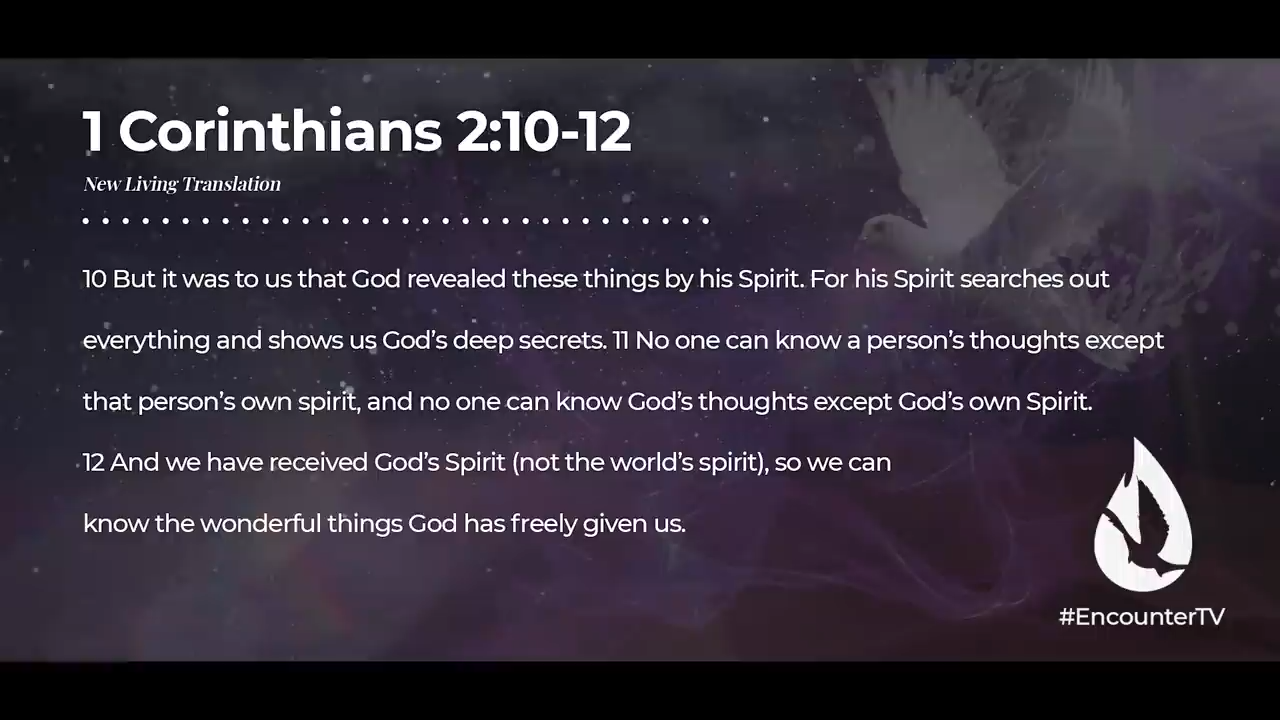 1 Corinthians 2:10-12
New Living Translation
10 But it was to us that God revealed these things by his Spirit. For his Spirit searches out
everything and shows us God’s deep secrets. 11 No one can know a person’s thoughts except
that person’s own spirit, and no one can know God’s thoughts except God’s own Spirit.
12 And we have received God’s Spirit (not the world’s spirit), so we can
know the wonderful things God has freely given us.
#EncounterTV